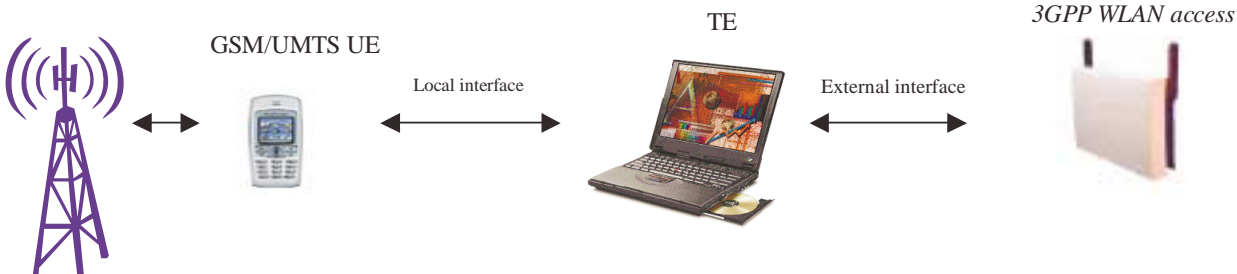 3GPP WLAN access
TE
GSM/UMTS UE
Local interface
External interface